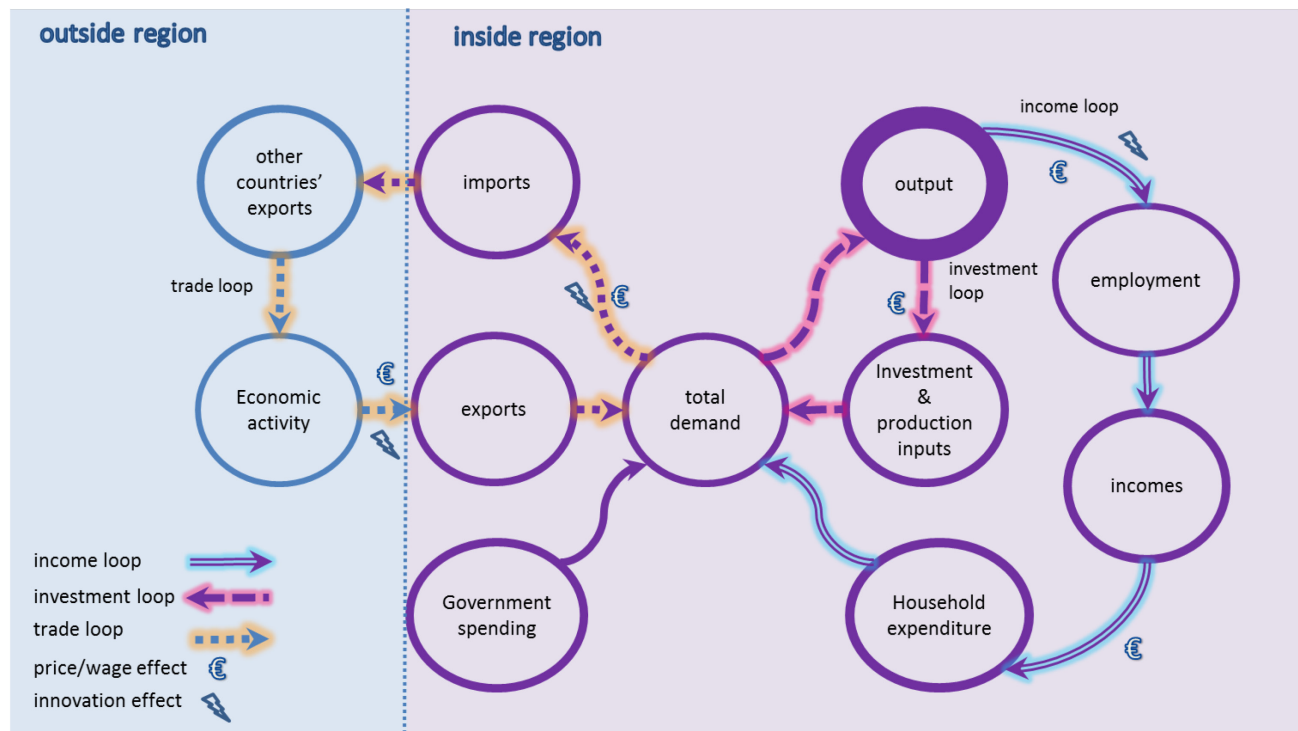 outside region
inside region
other
countries'
exports
imports
output
income loop
employment
trade loop
investment
loop
Economic
activity
exports
total
demand
Investment
&
production
inputs
incomes
Government
spending
Household
expenditure
income loop
investment loop
trade loop
price/wage effect
innovation effect